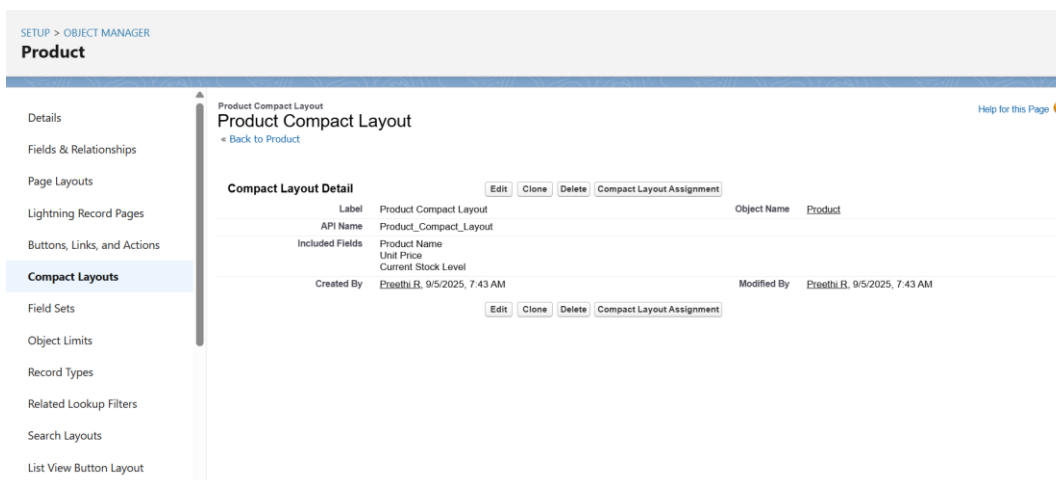 SETUP > OBJECT MANAGER
Product
Details
Fields & Relationships
Page Layouts
Lightning Record Pages
Buttons, Links, and Actions
Compact Layouts
Field Sets
Object Limits
Record Types
Related Lookup Filters
Search Layouts
List View Button Layout
Product Compact Layout
Product Compact Layout
« Back to Product
Help for this Page
Compact Layout Detail Edit Clone Delete Compact Layout Assignment
Label Product Compact Layout Object Name Product
API Name Product_Compact_Layout
Included Fields Product Name
Unit Price
Current Stock Level
Created By Preethi R, 9/5/2025, 7:43 AM Modified By Preethi R, 9/5/2025, 7:43 AM
Edit Clone Delete Compact Layout Assignment